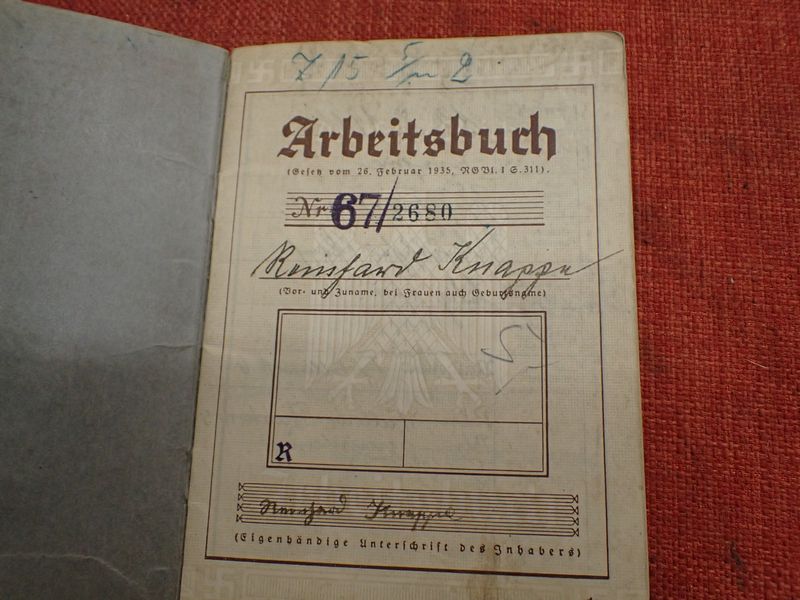 Arbeitsbuch
(Gesetz vom 26. Februar 1935, RGBl. I S. 311).
Nr 67/2680
Reinhard Knappe
(Vor- und Zuname, bei Frauen auch Geburtsname)
R
Reinhard Knappe
(Eigenhändige Unterschrift des Inhabers)